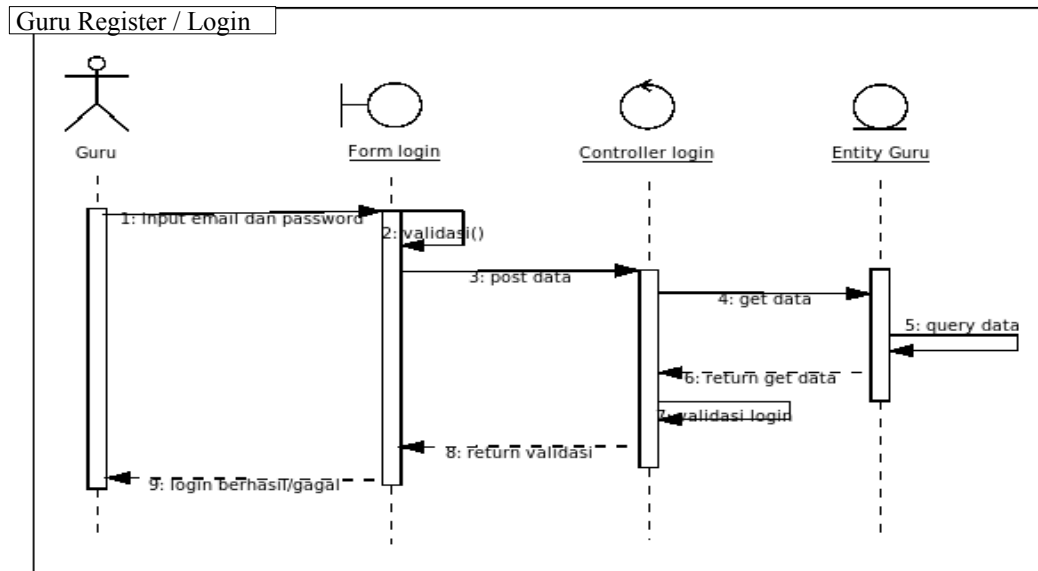 Guru Register / Login
Guru
Form login
Controller login
Entity Guru
1: input email dan password
2: validasi()
3: post data
4: get data
5: query data
6: return get data
7: validasi login
8: return validasi
9: login berhasil/gagal